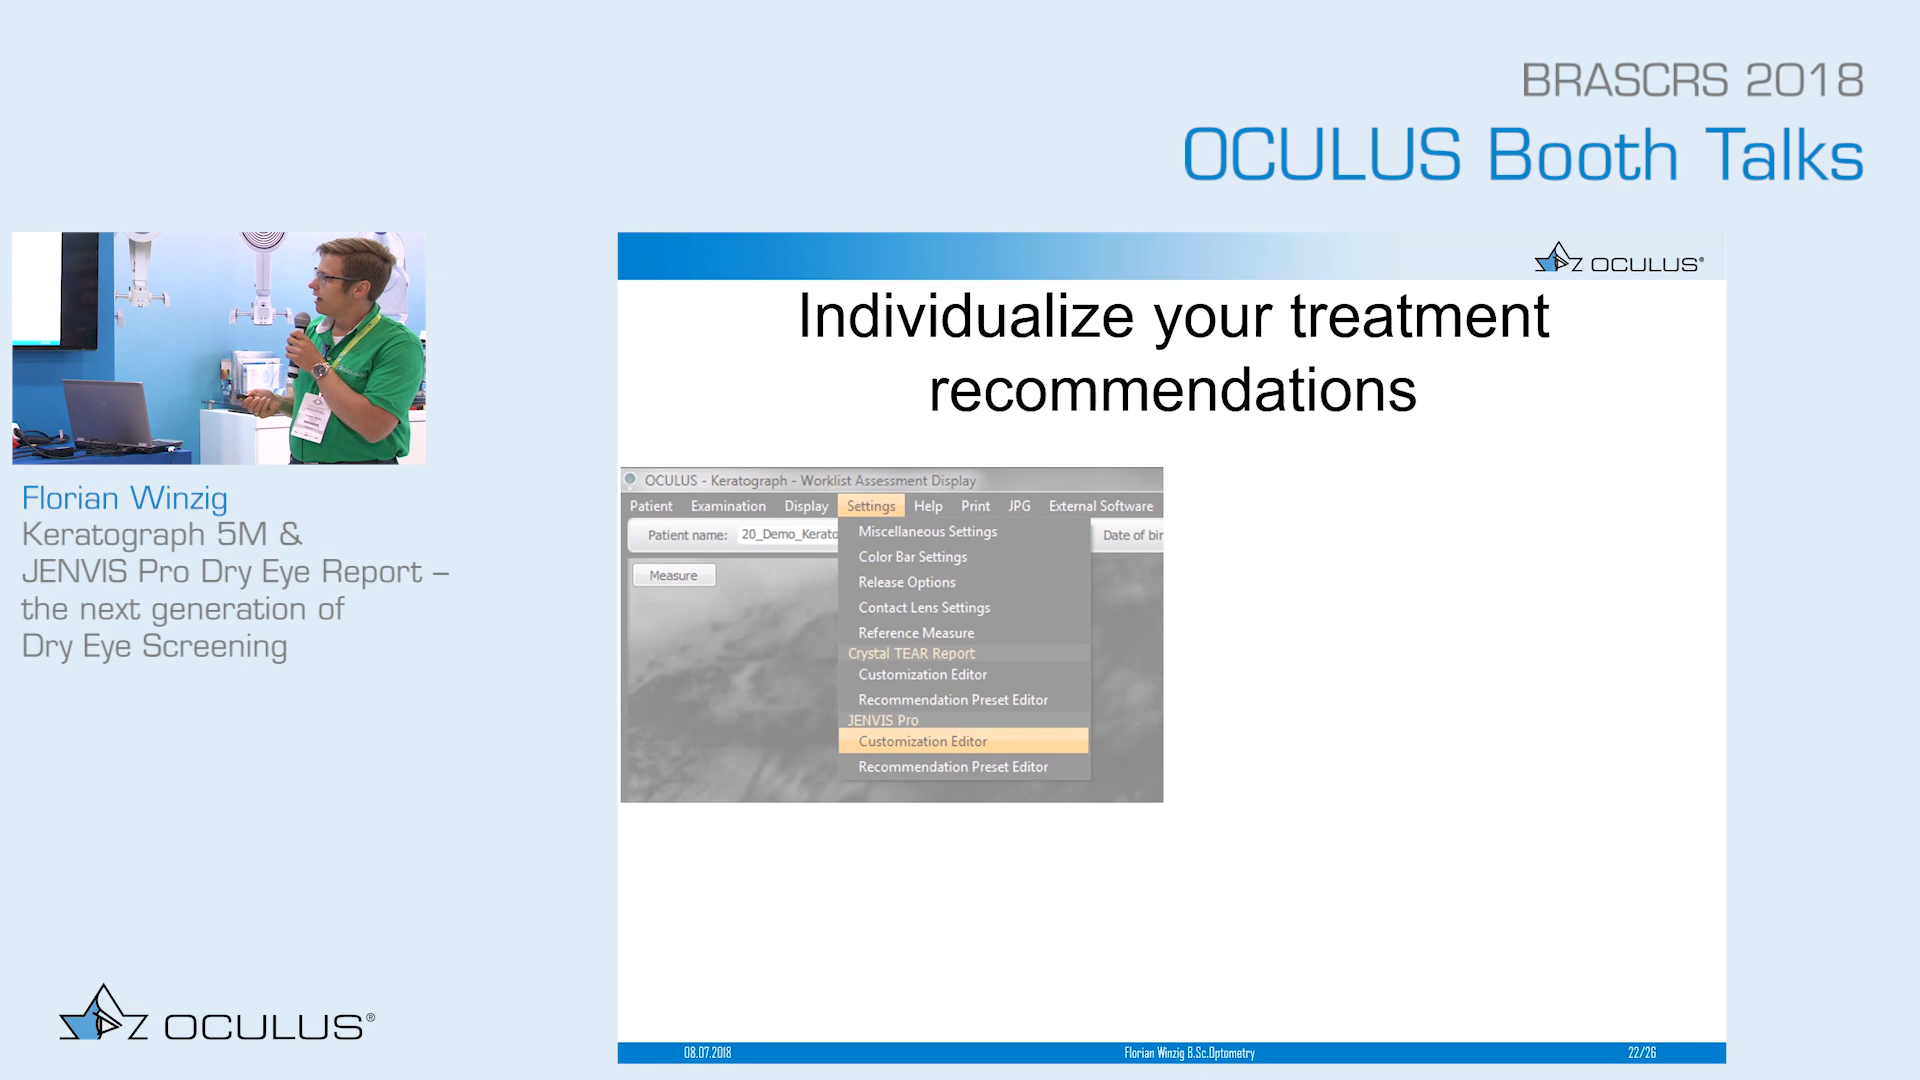 BRASCRS 2018
OCULUS Booth Talks
Florian Winzig
Keratograph 5M &
JENVIS Pro Dry Eye Report –
the next generation of
Dry Eye Screening
OCULUS®
OCULUS®
Individualize your treatment
recommendations
OCULUS - Keratograph - Worklist Assessment Display
Patient Examination Display Settings Help Print JPG External Software
Patient name: 20_Demo_Kerato Date of bir
Measure
Miscellaneous Settings
Color Bar Settings
Release Options
Contact Lens Settings
Reference Measure
Crystal TEAR Report
Customization Editor
Recommendation Preset Editor
JENVIS Pro
Customization Editor
Recommendation Preset Editor
08.07.2018 Florian Winzig B.Sc.Optometry 22/26